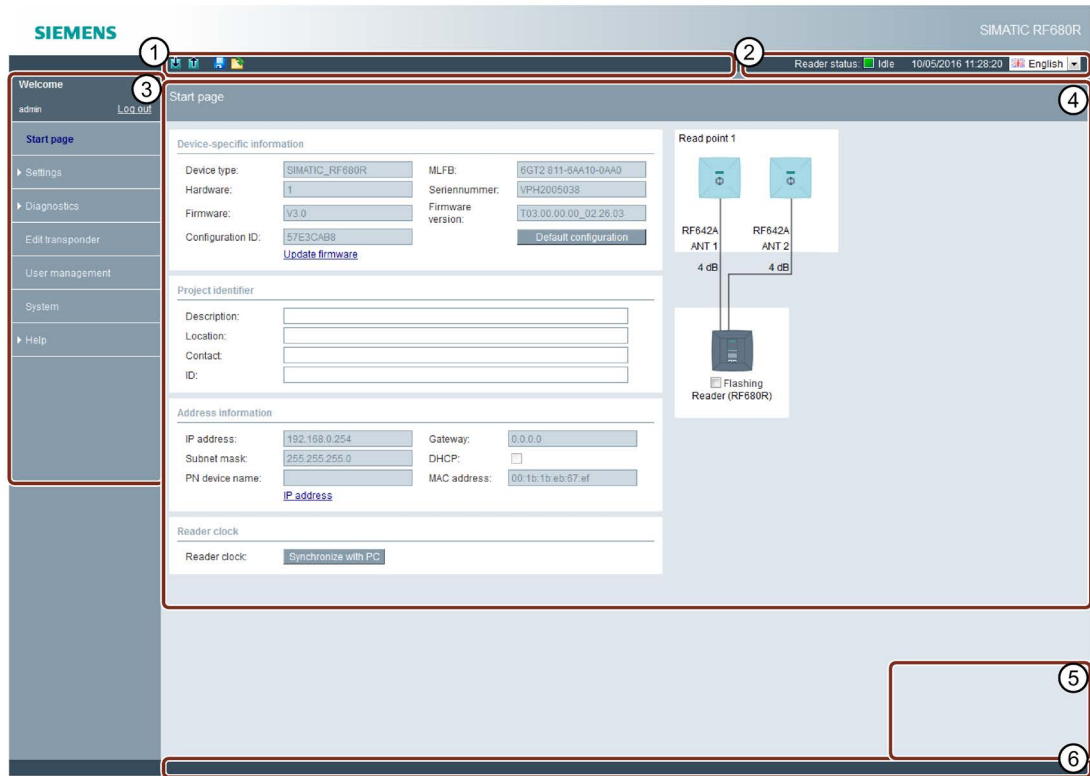 SIEMENS
SIMATIC RF680R
1
2
Reader status: Idle 10/05/2016 11:28:20 English
Welcome
3
admin Log out
Start page
Settings
Diagnostics
Edit transponder
User management
System
Help
Start page
4
Device-specific information
Device type: SIMATIC_RF680R MLFB: 6GT2 811-6AA10-0AA0
Hardware: 1 Seriennummer: VPH2005038
Firmware: V3.0 Firmware version: T03.00.00.00_02.26.03
Configuration ID: 57E3CAB8 Default configuration
Update firmware
Project identifier
Description:
Location:
Contact:
ID:
Address information
IP address: 192.168.0.254 Gateway: 0.0.0.0
Subnet mask: 255.255.255.0 DHCP:
PN device name: MAC address: 00:1b:1b:eb:67:ef
IP address
Reader clock
Reader clock: Synchronize with PC
Read point 1
RF642A RF642A
ANT 1 ANT 2
4 dB 4 dB
Flashing
Reader (RF680R)
5
6